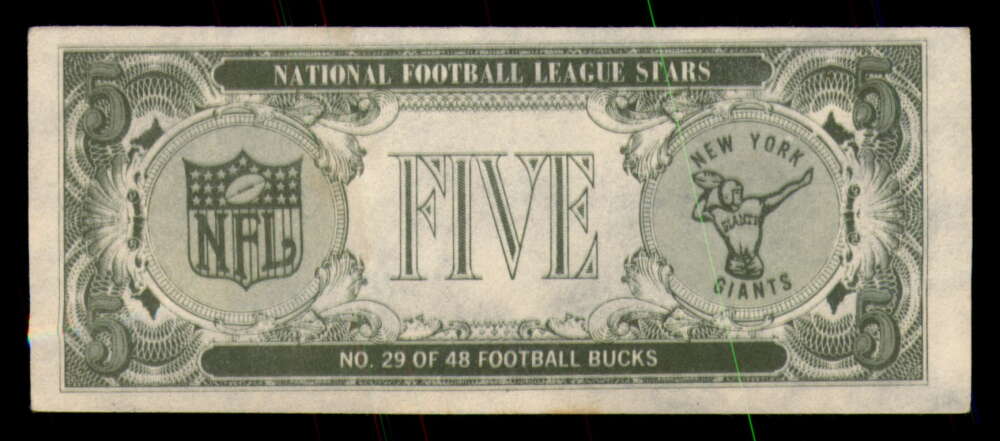 5 NATIONAL FOOTBALL LEAGUE STARS 5
NFL
FIVE
NEW YORK
GIANTS
GIANTS
5 NO. 29 OF 48 FOOTBALL BUCKS 5